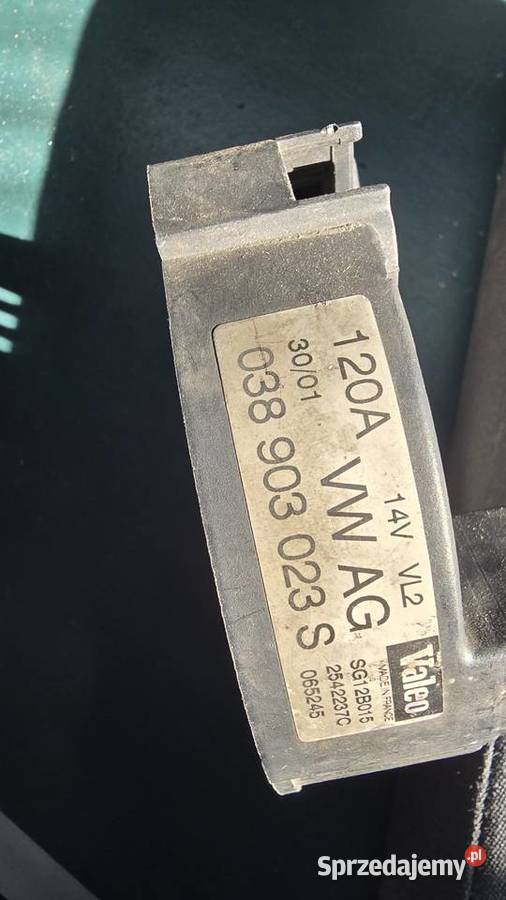 14V VL2
120A VW AG
30/01
038 903 023 S
Valeo
MADE IN FRANCE
SG12B015
2542237C
065245
Sprzedajemy.pl